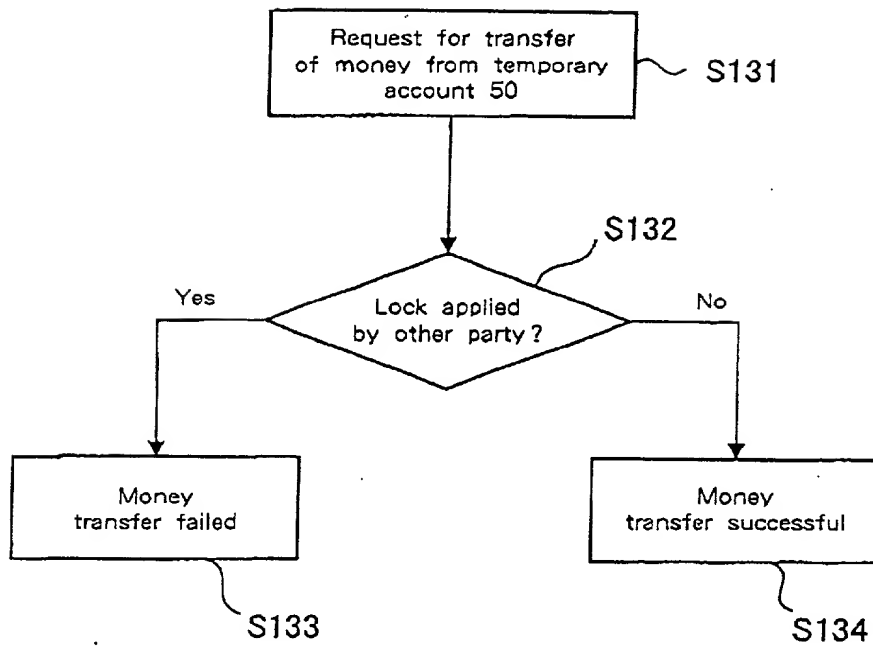 Request for transfer
of money from temporary
account 50
S131
S132
Yes
Lock applied
by other party?
No
Money
transfer failed
Money
transfer successful
S133
S134